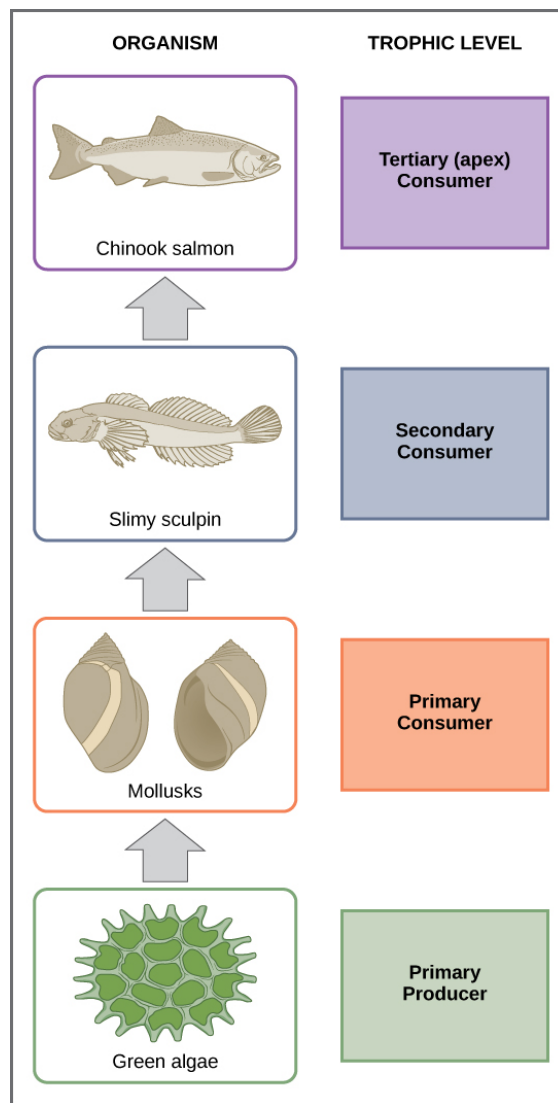 ORGANISM TROPHIC LEVEL
Chinook salmon
Tertiary (apex)
Consumer
Slimy sculpin
Secondary
Consumer
Mollusks
Primary
Consumer
Green algae
Primary
Producer